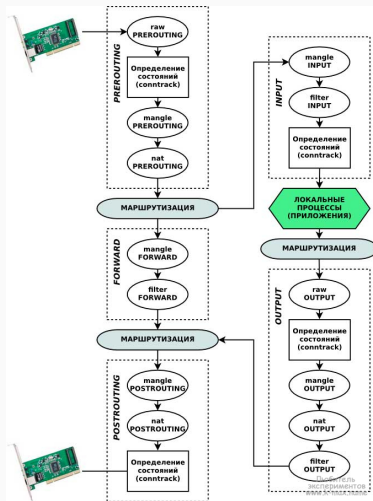 PREROUTING
raw
PREROUTING
Определение
состояний
(conntrack)
mangle
PREROUTING
nat
PREROUTING
МАРШРУТИЗАЦИЯ
FORWARD
mangle
FORWARD
filter
FORWARD
МАРШРУТИЗАЦИЯ
POSTROUTING
mangle
POSTROUTING
nat
POSTROUTING
Определение
состояний
(conntrack)
INPUT
mangle
INPUT
filter
INPUT
Определение
состояний
(conntrack)
ЛОКАЛЬНЫЕ
ПРОЦЕССЫ
(ПРИЛОЖЕНИЯ)
МАРШРУТИЗАЦИЯ
OUTPUT
raw
OUTPUT
Определение
состояний
(conntrack)
mangle
OUTPUT
nat
OUTPUT
filter
OUTPUT
Любитель
экспериментов